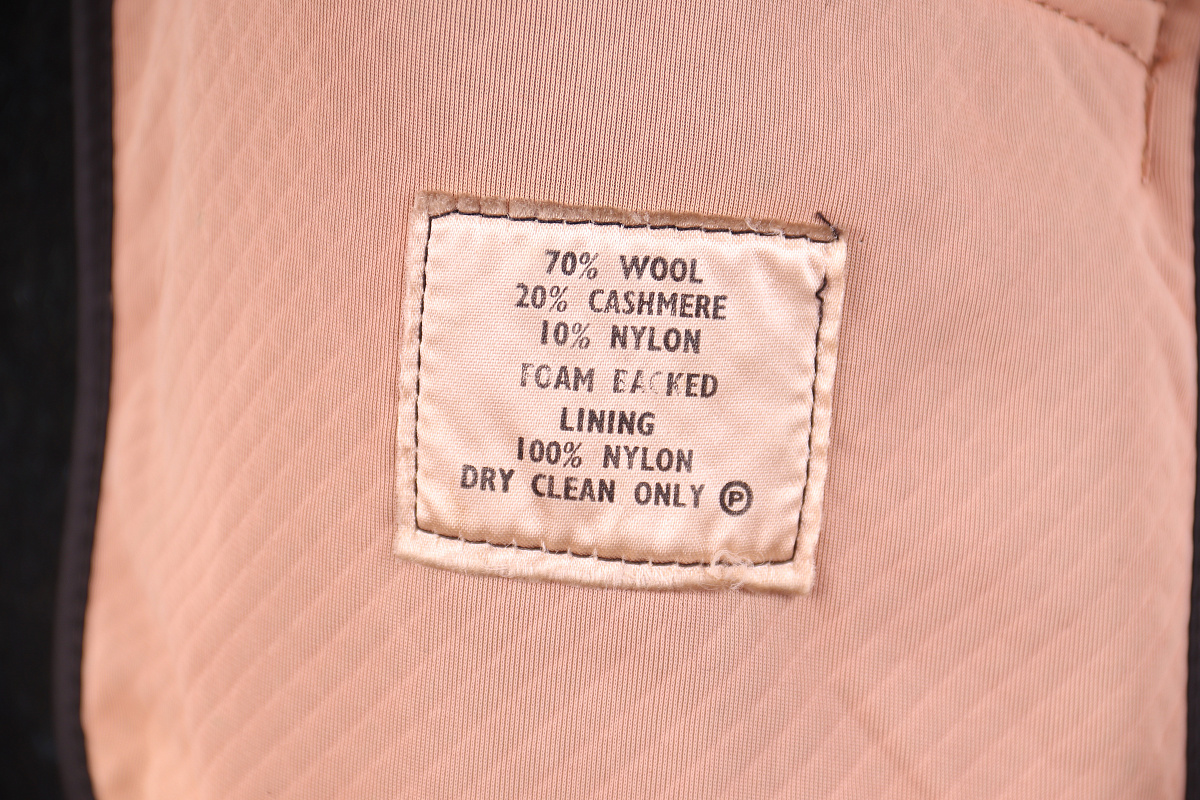 70% WOOL
20% CASHMERE
10% NYLON
FOAM BACKED
LINING
100% NYLON
DRY CLEAN ONLY Ⓟ